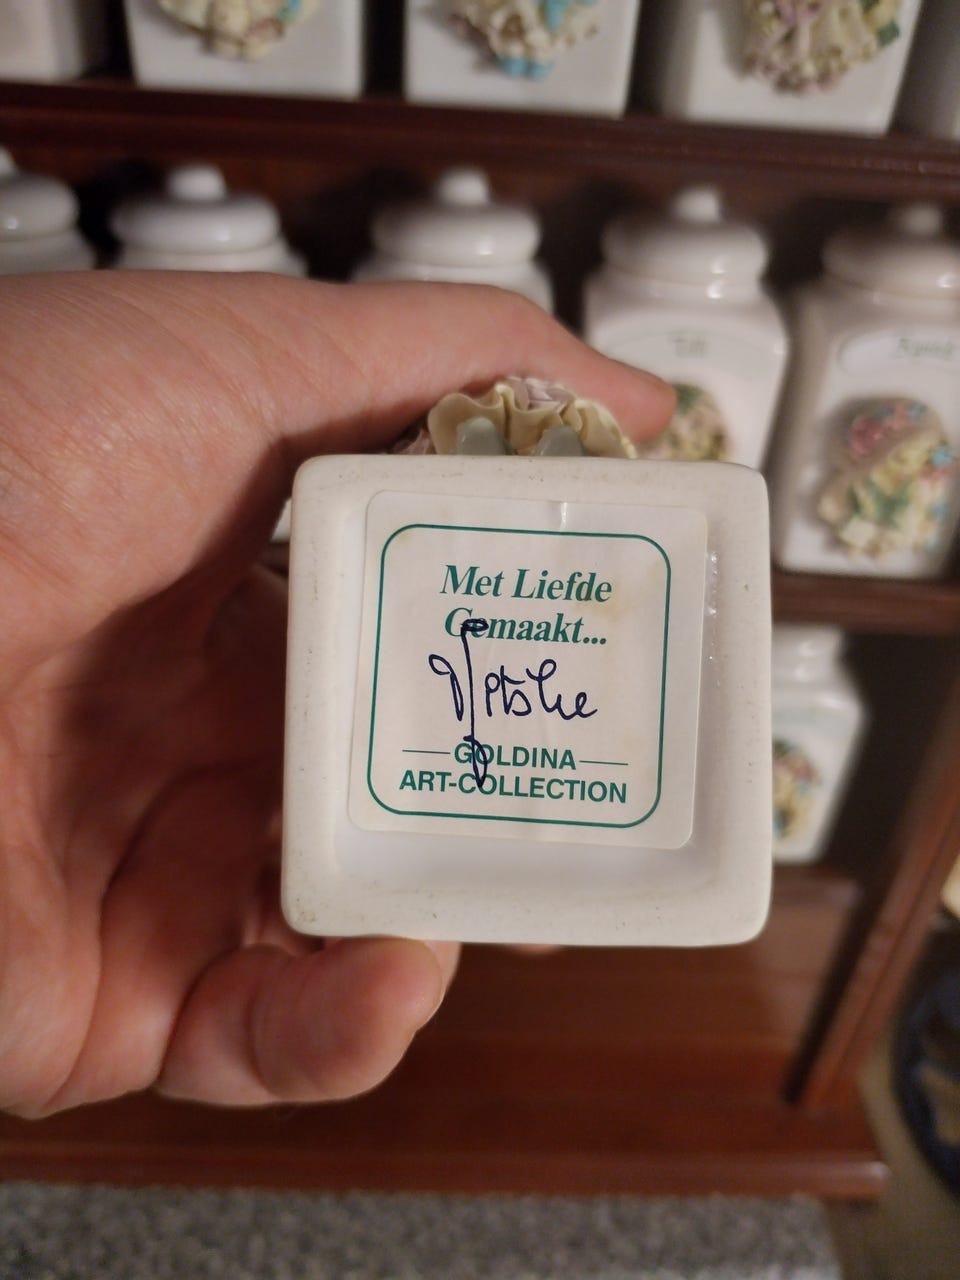 Met Liefde
Gemaakt...
GOLDINA
ART-COLLECTION